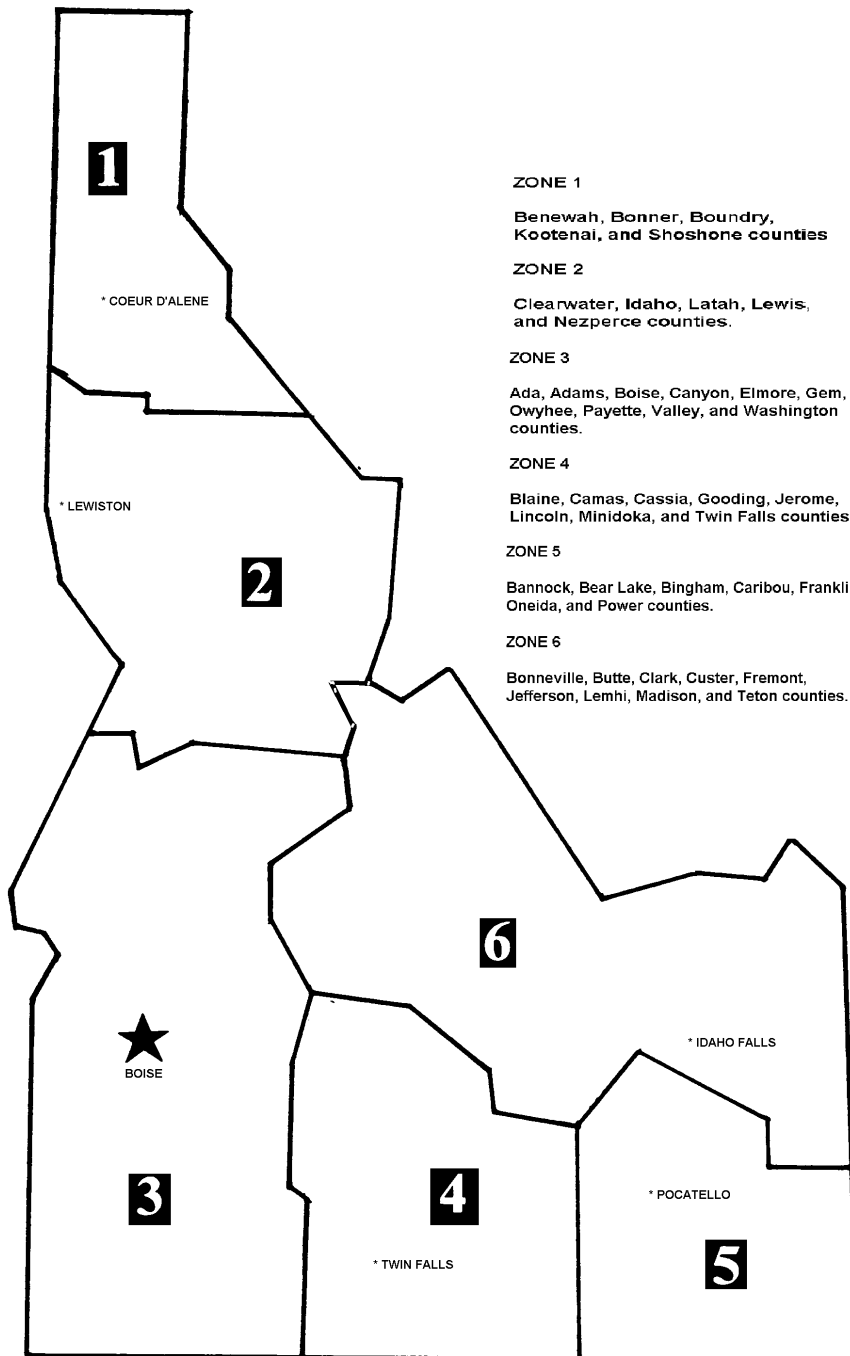 1
ZONE 1
Benewah, Bonner, Boundry,
Kootenai, and Shoshone counties
ZONE 2
* COEUR D'ALENE
Clearwater, Idaho, Latah, Lewis,
and Nezperce counties.
ZONE 3
Ada, Adams, Boise, Canyon, Elmore, Gem,
Owyhee, Payette, Valley, and Washington
counties.
ZONE 4
* LEWISTON
Blaine, Camas, Cassia, Gooding, Jerome,
Lincoln, Minidoka, and Twin Falls counties
ZONE 5
2
Bannock, Bear Lake, Bingham, Caribou, Frankli
Oneida, and Power counties.
ZONE 6
Bonneville, Butte, Clark, Custer, Fremont,
Jefferson, Lemhi, Madison, and Teton counties.
6
* IDAHO FALLS
BOISE
3
4
* POCATELLO
* TWIN FALLS
5